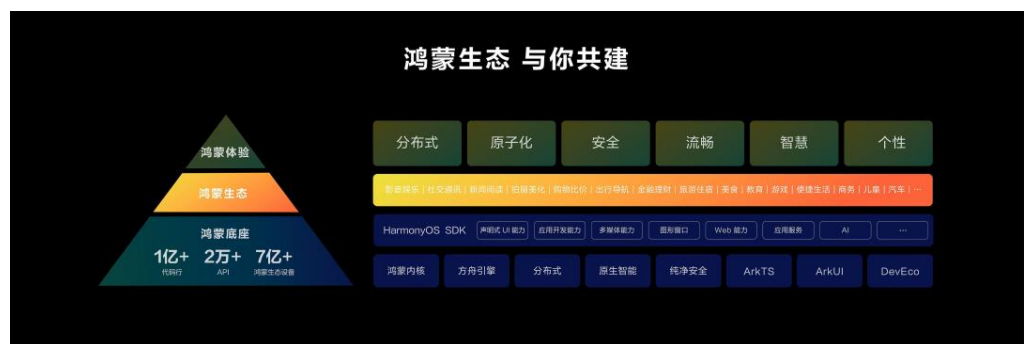 鸿蒙生态 与你共建
鸿蒙体验
鸿蒙生态
鸿蒙底座
1亿+ 2万+ 7亿+
代码行 API 鸿蒙生态设备
分布式 原子化 安全 流畅 智慧 个性
影音娱乐 | 社交通讯 | 新闻阅读 | 拍摄美化 | 购物比价 | 出行导航 | 金融理财 | 旅游住宿 | 美食 | 教育 | 游戏 | 便捷生活 | 商务 | 儿童 | 汽车 | ···
HarmonyOS SDK 声明式 UI 能力 应用开发能力 多媒体能力 图形窗口 Web 能力 应用服务 AI ···
鸿蒙内核 方舟引擎 分布式 原生智能 纯净安全 ArkTS ArkUI DevEco